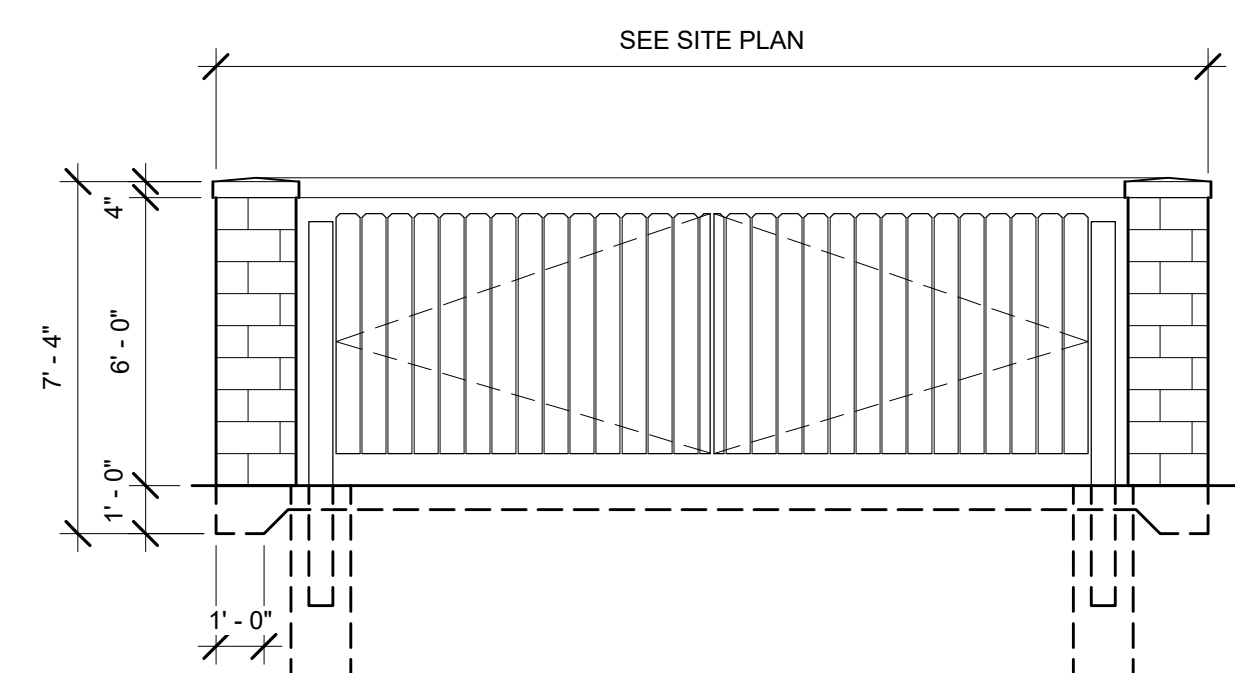 SEE SITE PLAN
4"
6' - 0"
7' - 4"
1' - 0"
1' - 0"